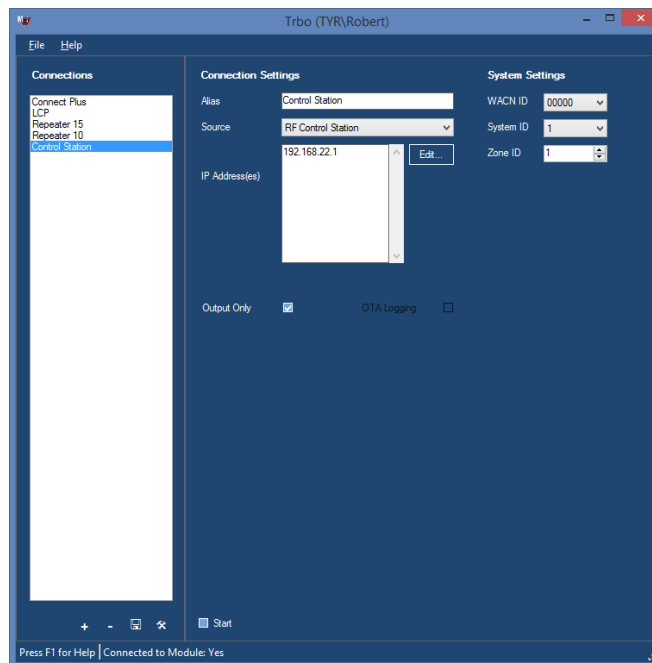 Trbo (TYR\Robert)
File Help
Connections
Connect Plus
LCP
Repeater 15
Repeater 10
Control Station
Connection Settings
Alias Control Station
Source RF Control Station
IP Address(es) 192.168.22.1 Edit...
Output Only OTA Logging
System Settings
WACN ID 00000
System ID 1
Zone ID 1
+ -
Start
Press F1 for Help Connected to Module: Yes